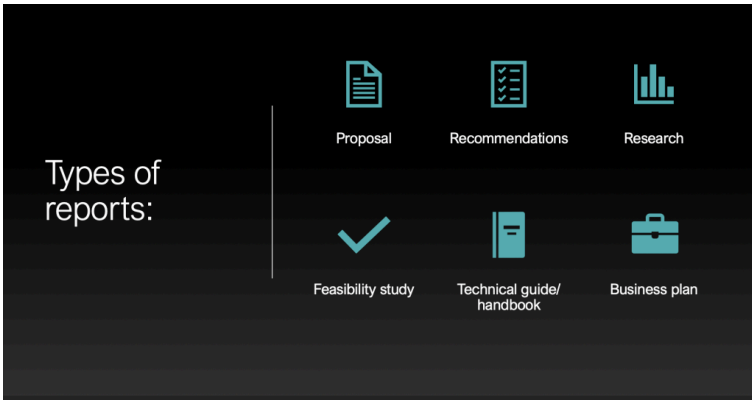 Types of
reports:
Proposal
Recommendations
Research
Feasibility study
Technical guide/
handbook
Business plan